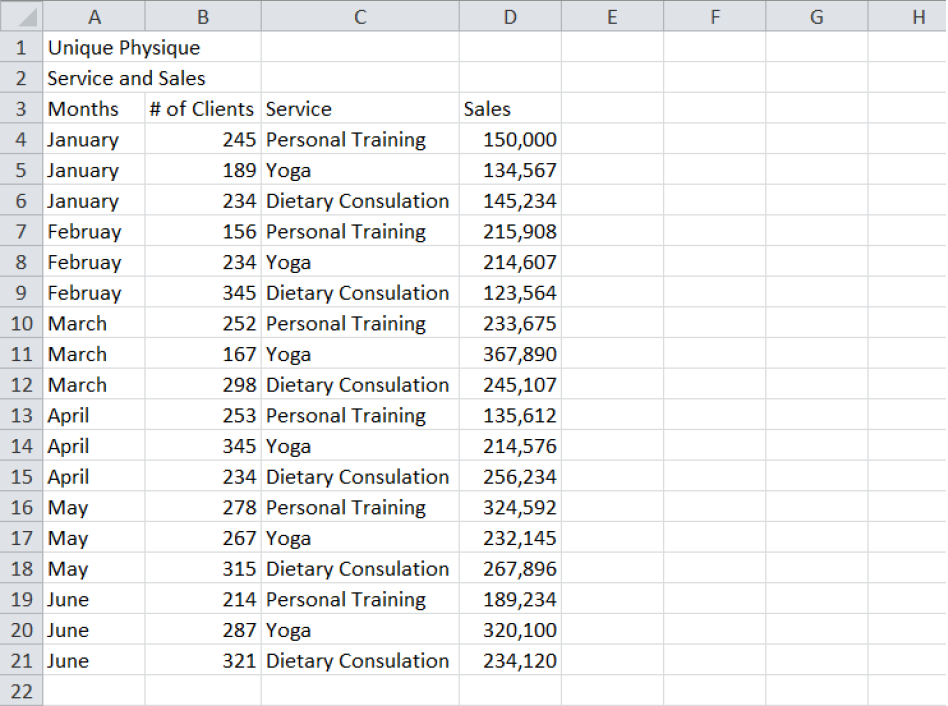 A B C D E F G H
1 Unique Physique
2 Service and Sales
3 Months # of Clients Service Sales
4 January 245 Personal Training 150,000
5 January 189 Yoga 134,567
6 January 234 Dietary Consulation 145,234
7 Februay 156 Personal Training 215,908
8 Februay 234 Yoga 214,607
9 Februay 345 Dietary Consulation 123,564
10 March 252 Personal Training 233,675
11 March 167 Yoga 367,890
12 March 298 Dietary Consulation 245,107
13 April 253 Personal Training 135,612
14 April 345 Yoga 214,576
15 April 234 Dietary Consulation 256,234
16 May 278 Personal Training 324,592
17 May 267 Yoga 232,145
18 May 315 Dietary Consulation 267,896
19 June 214 Personal Training 189,234
20 June 287 Yoga 320,100
21 June 321 Dietary Consulation 234,120
22